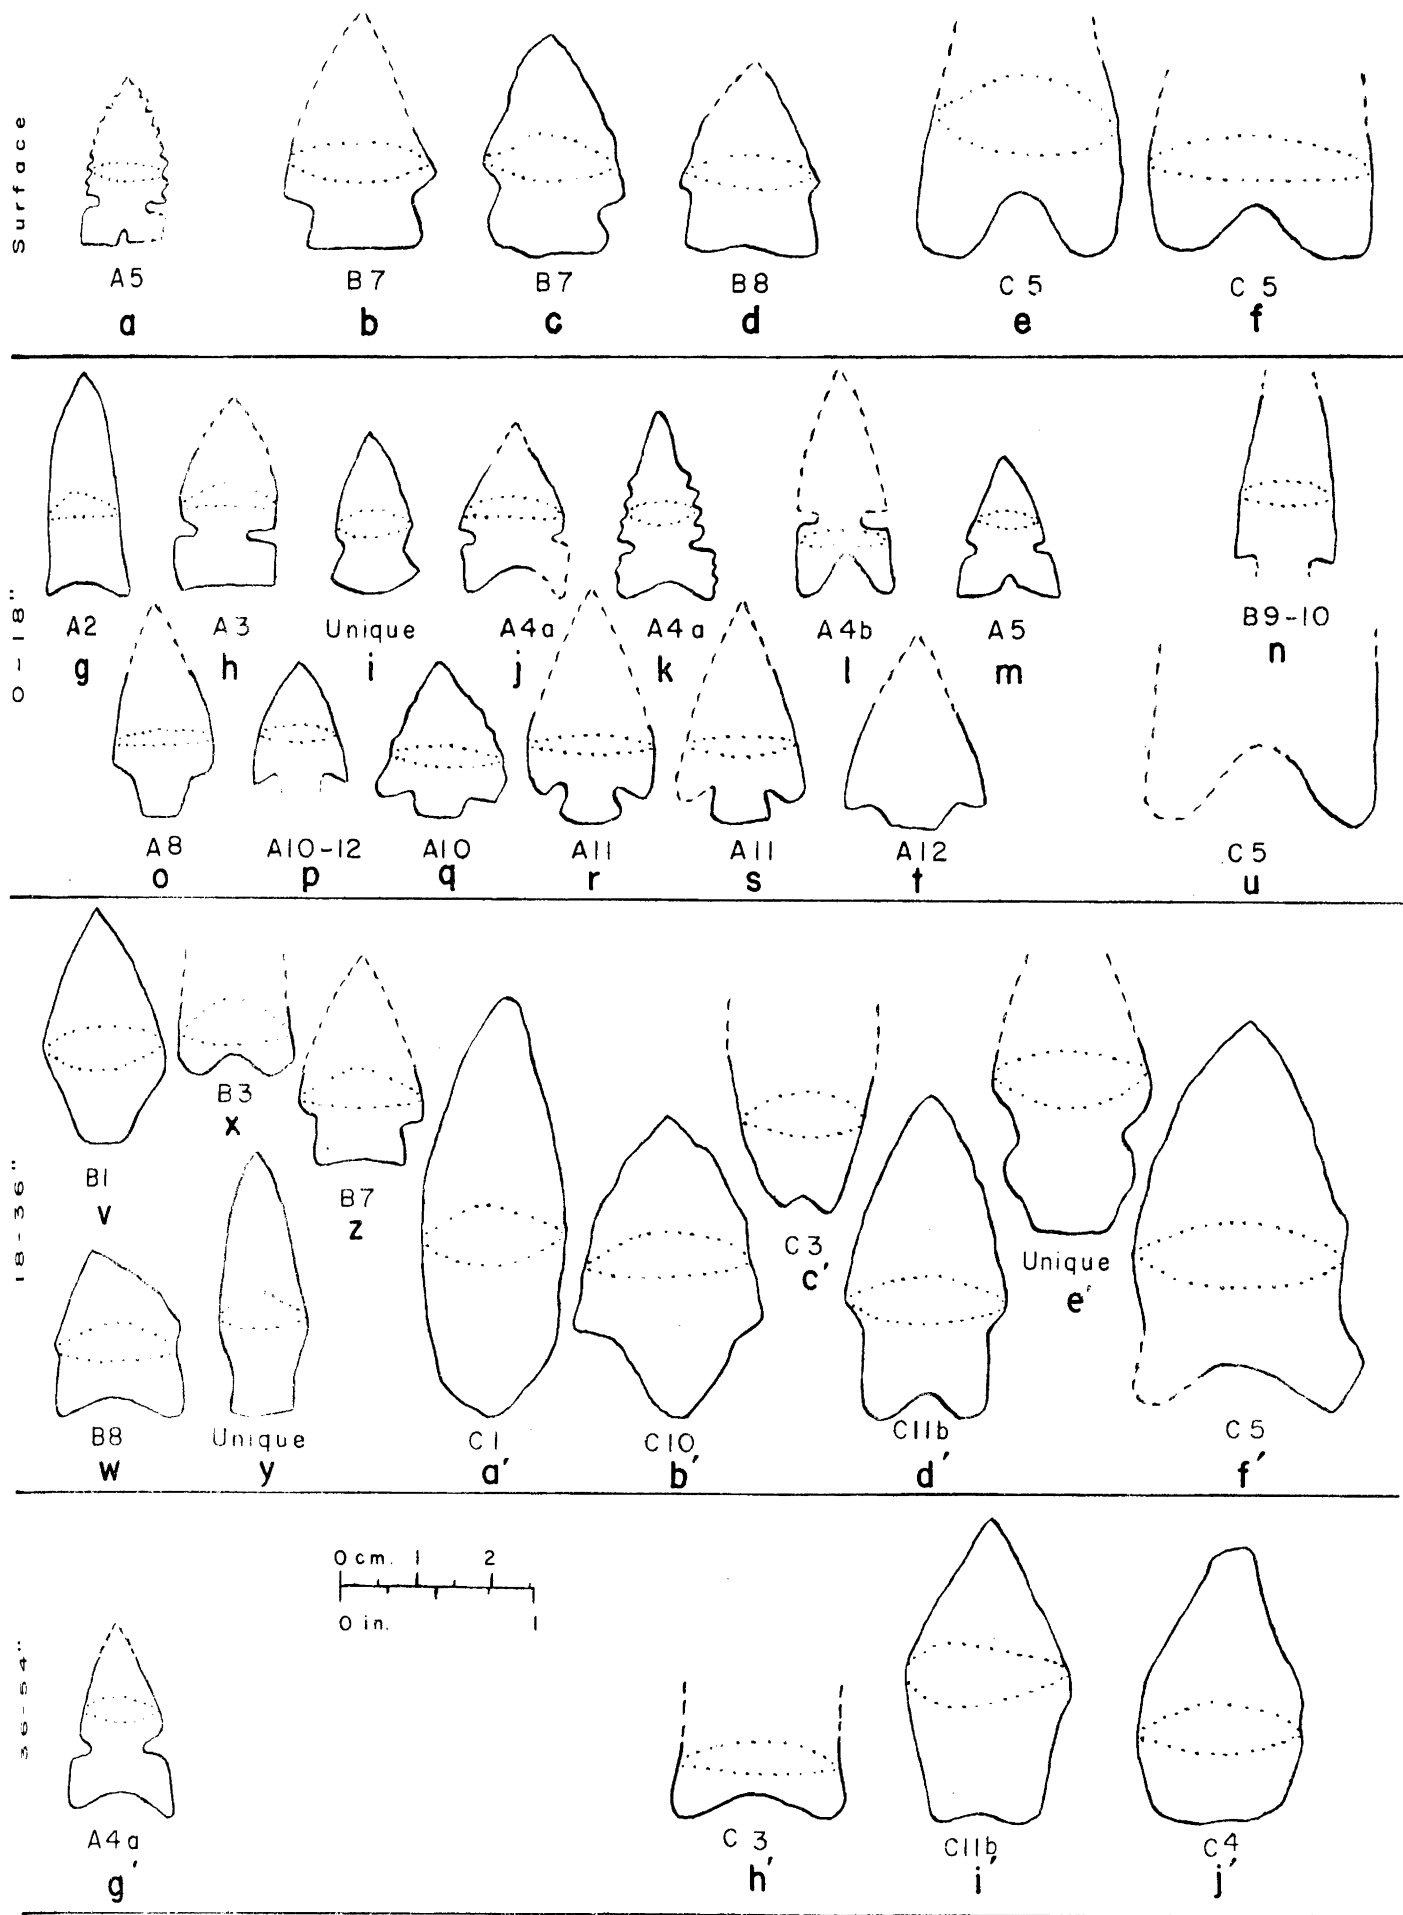 Surface
A5 B7 B7 B8 C5 C5
a b c d e f
0-18"
A2 A3 Unique A4a A4a A4b A5 B9-10
g h i j k l m n
A8 A10-12 A10 A11 A11 A12 C5
o p q r s t u
18-36"
B3
x
B1
v
B7
z
C3
c'
Unique
e'
B8 Unique C1 C10 C11b C5
w y a' b' d' f'
0 cm. 1 2
0 in. 1
36-54"
A4a C3 C11b C4
g' h' i' j'